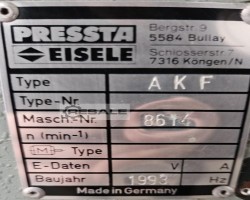 PRESSTA
EISELE
Bergstr. 9
5584 Bullay
Schlosserstr. 7
7316 Köngen/N
Type AKF
Type-Nr.
Masch.-Nr. 8614
n (min-1)
M Type
E-Daten V A
Baujahr 1993 Hz
Made in Germany